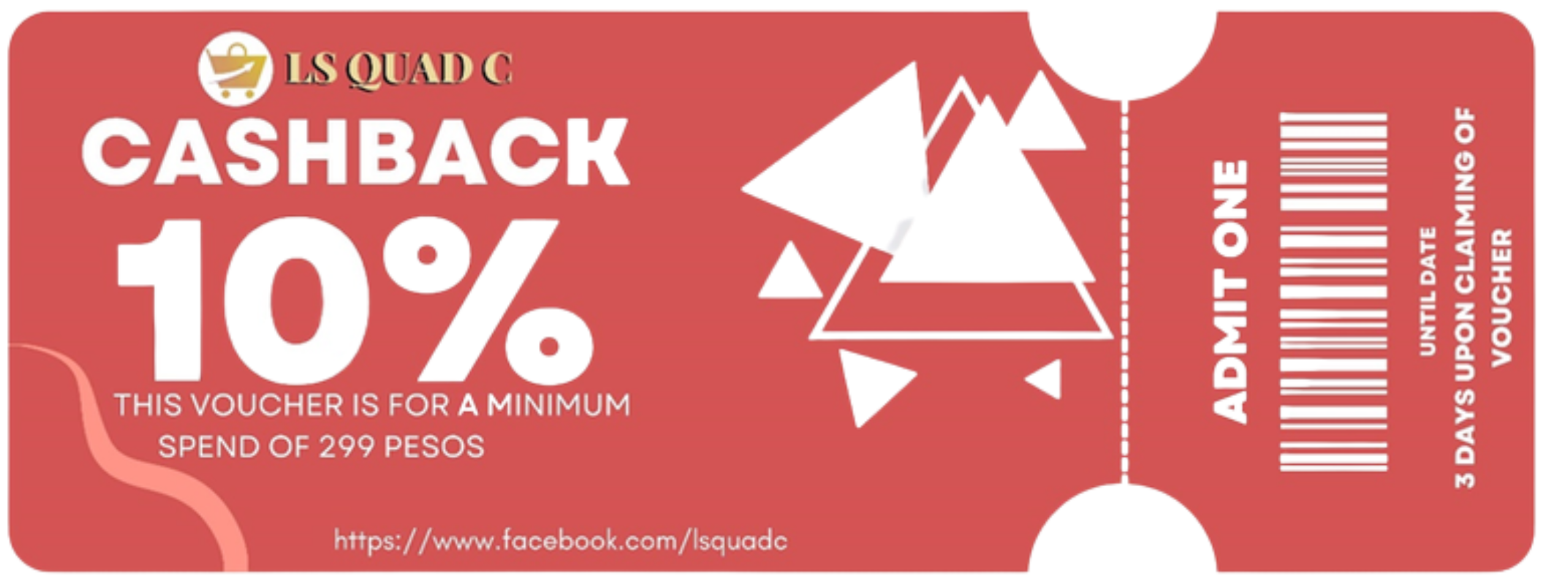 LS QUAD C
CASHBACK
10%
THIS VOUCHER IS FOR A MINIMUM
SPEND OF 299 PESOS
https://www.facebook.com/lsquadc
ADMIT ONE
UNTIL DATE
3 DAYS UPON CLAIMING OF
VOUCHER